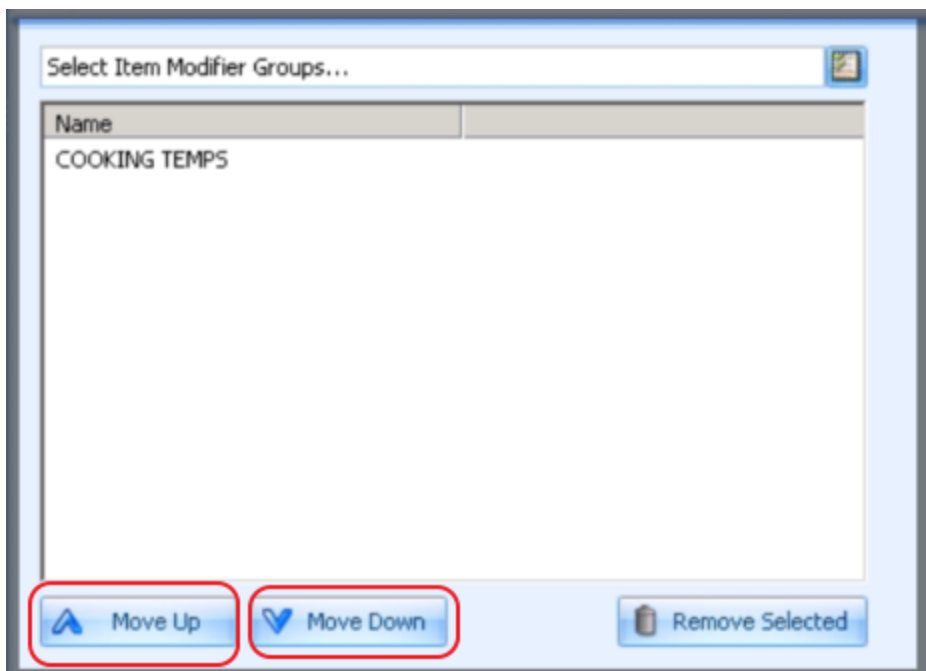 Select Item Modifier Groups...
Name
COOKING TEMPS
Move Up Move Down Remove Selected